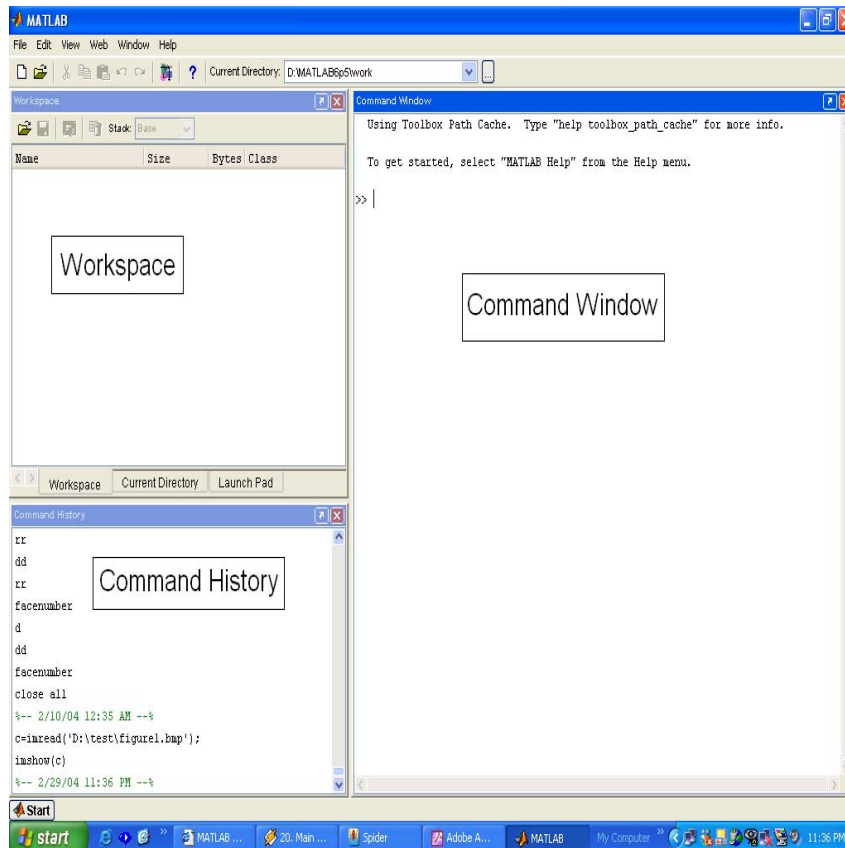 MATLAB
File Edit View Web Window Help
Current Directory: D:\MATLAB6p5\work
...
Workspace
Stack: Base
Name Size Bytes Class
Workspace
Workspace Current Directory Launch Pad
Command History
rr
dd
rr
Command History
facenumber
d
dd
facenumber
close all
%-- 2/10/04 12:35 AM --%
c=imread('D:\test\figure1.bmp');
imshow(c)
%-- 2/29/04 11:36 PM --%
Command Window
Using Toolbox Path Cache. Type "help toolbox_path_cache" for more info.
To get started, select "MATLAB Help" from the Help menu.
>>
Command Window
Start
start MATLAB ... 20. Main ... Spider Adobe A... MATLAB My Computer » 11:36 PM